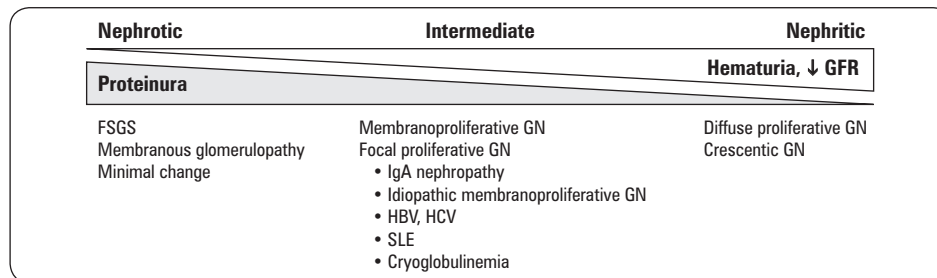 Nephrotic Intermediate Nephritic
Hematuria, ↓ GFR
Proteinura
FSGS Membranoproliferative GN Diffuse proliferative GN
Membranous glomerulopathy Focal proliferative GN Crescentic GN
Minimal change • IgA nephropathy
• Idiopathic membranoproliferative GN
• HBV, HCV
• SLE
• Cryoglobulinemia